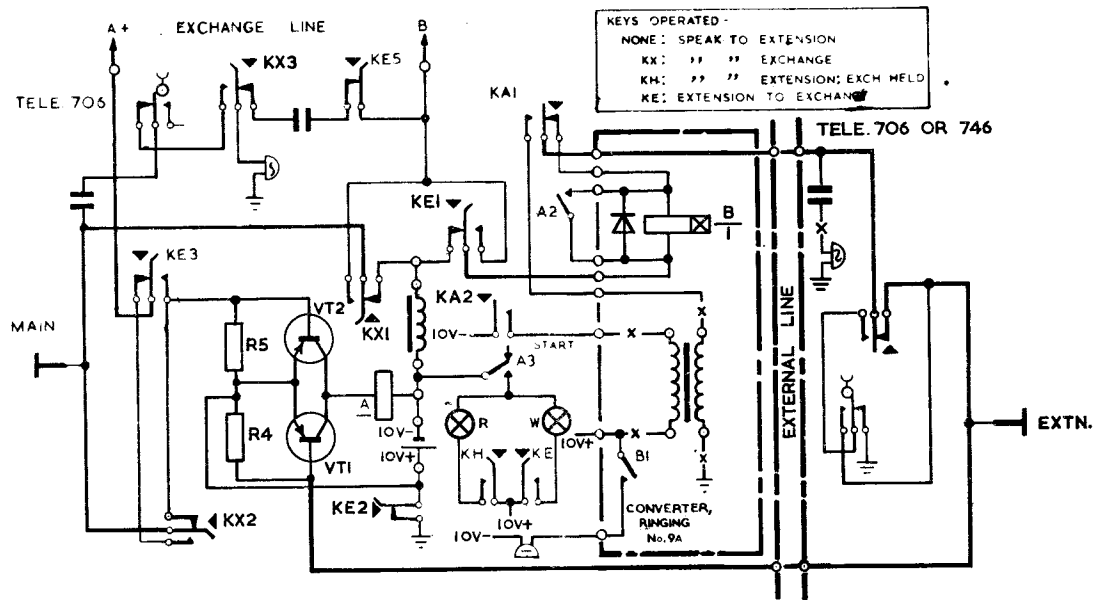 A+ EXCHANGE LINE B
KEYS OPERATED -
NONE: SPEAK TO EXTENSION
KX: " " EXCHANGE
KH: " " EXTENSION; EXCH HELD
KE: EXTENSION TO EXCHANGE
KX3
KE5
TELE. 706
KA1
TELE. 706 OR 746
KE1
A2
B
1
KE3
VT2
KX1
KA2
10V-
START
MAIN
R5
A3
A
R
W
10V+
10V-
10V+
R4
VT1
KH
KE
B1
EXTERNAL LINE
EXTN.
KX2
KE2
10V+
10V-
CONVERTER,
RINGING
No. 9A